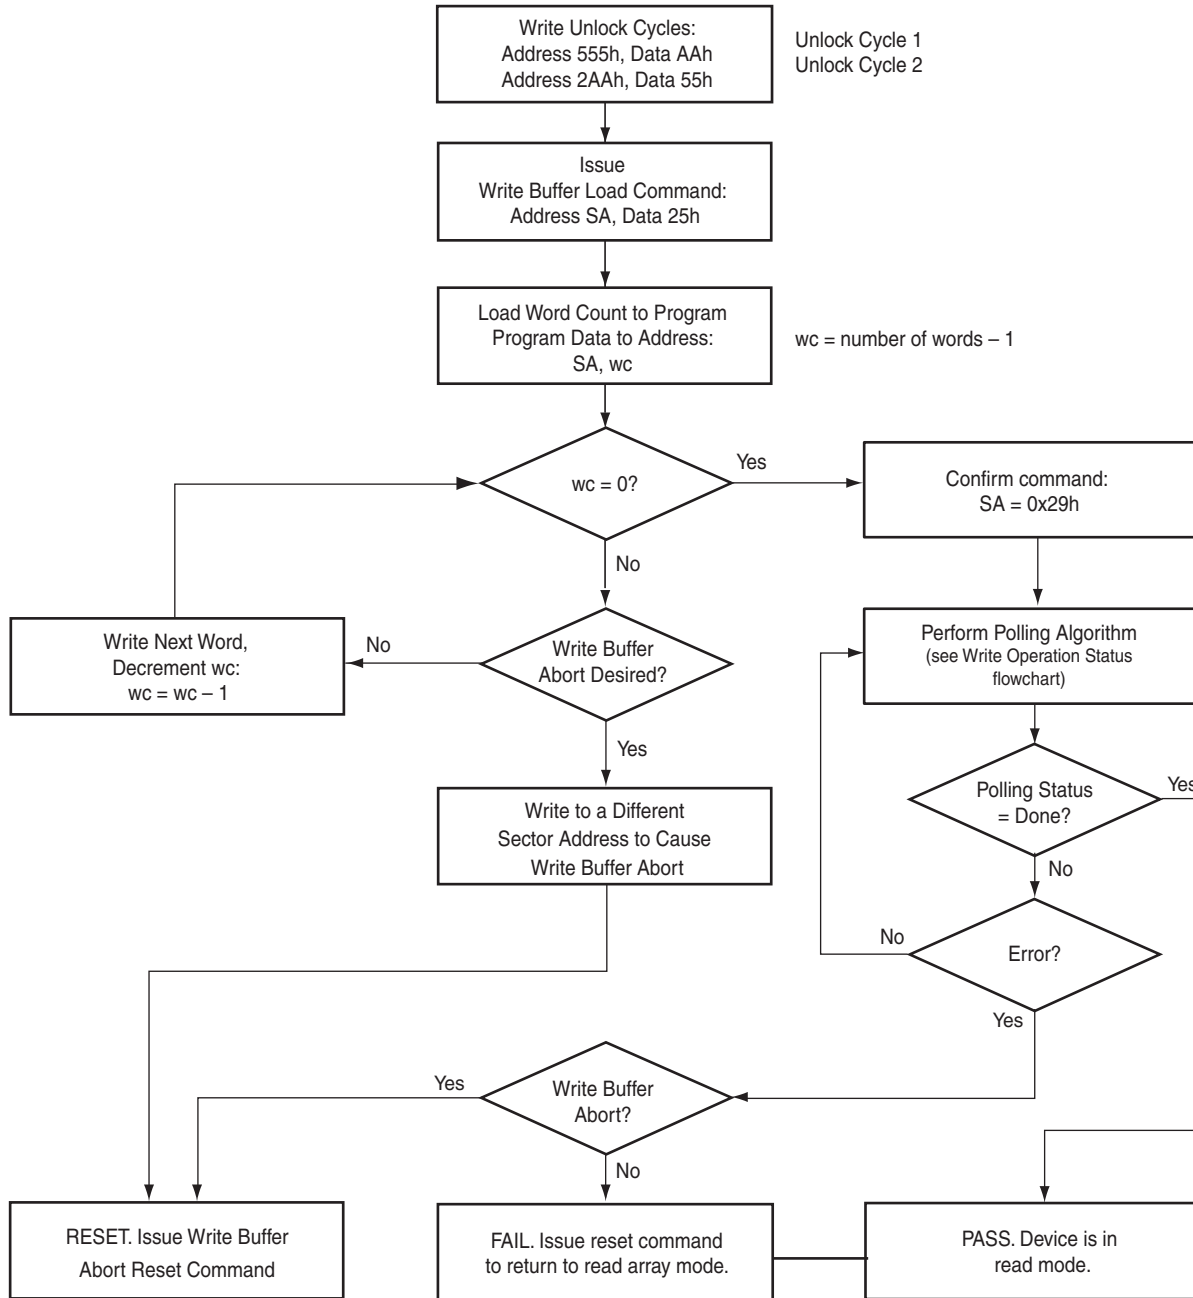 Write Unlock Cycles:
Address 555h, Data AAh
Address 2AAh, Data 55h
Unlock Cycle 1
Unlock Cycle 2
Issue
Write Buffer Load Command:
Address SA, Data 25h
Load Word Count to Program
Program Data to Address:
SA, wc
wc = number of words – 1
wc = 0?
Yes
Confirm command:
SA = 0x29h
No
Write Next Word,
Decrement wc:
wc = wc – 1
No
Write Buffer
Abort Desired?
Perform Polling Algorithm
(see Write Operation Status
flowchart)
Yes
Polling Status
= Done?
Yes
Write to a Different
Sector Address to Cause
Write Buffer Abort
No
No
Error?
Yes
Yes
Write Buffer
Abort?
No
RESET. Issue Write Buffer
Abort Reset Command
FAIL. Issue reset command
to return to read array mode.
PASS. Device is in
read mode.